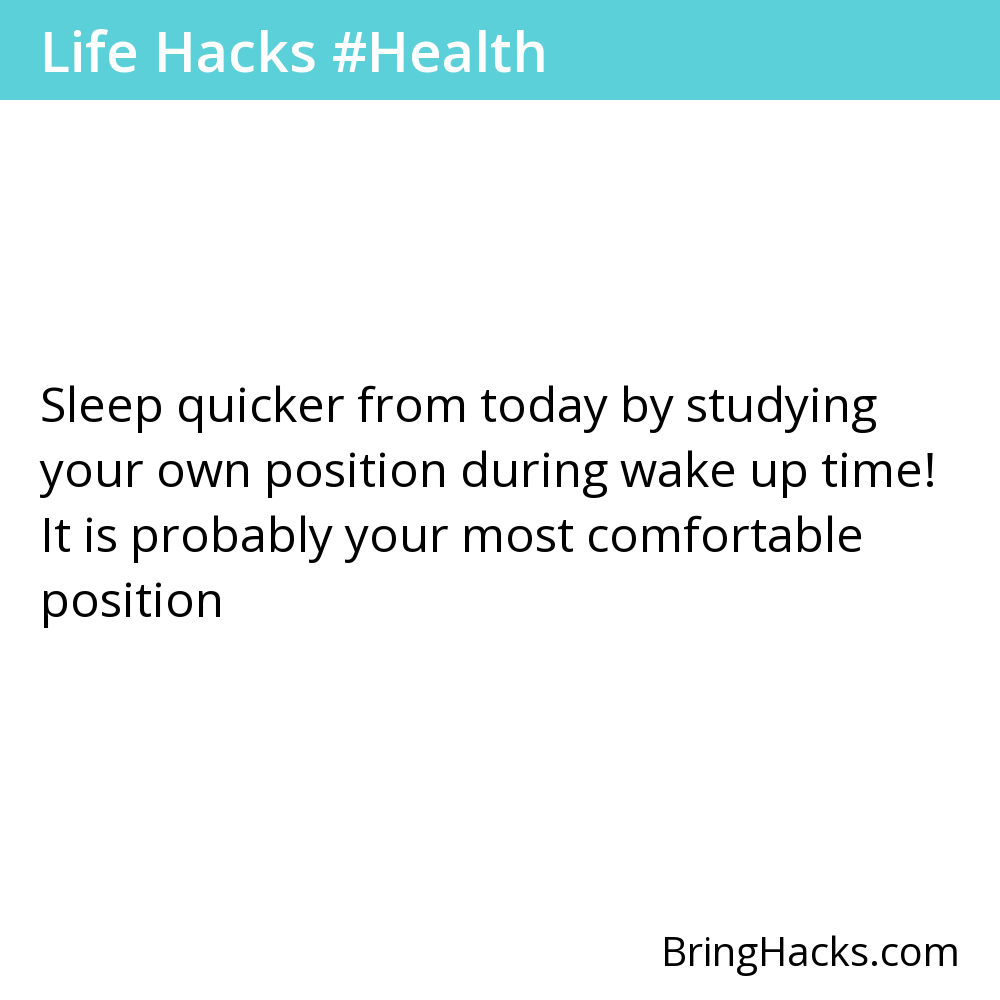 Life Hacks #Health
Sleep quicker from today by studying
your own position during wake up time!
It is probably your most comfortable
position
BringHacks.com